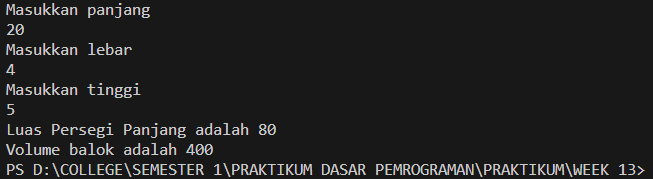 Masukkan panjang
20
Masukkan lebar
4
Masukkan tinggi
5
Luas Persegi Panjang adalah 80
Volume balok adalah 400
PS D:\COLLEGE\SEMESTER 1\PRAKTIKUM DASAR PEMROGRAMAN\PRAKTIKUM\WEEK 13>